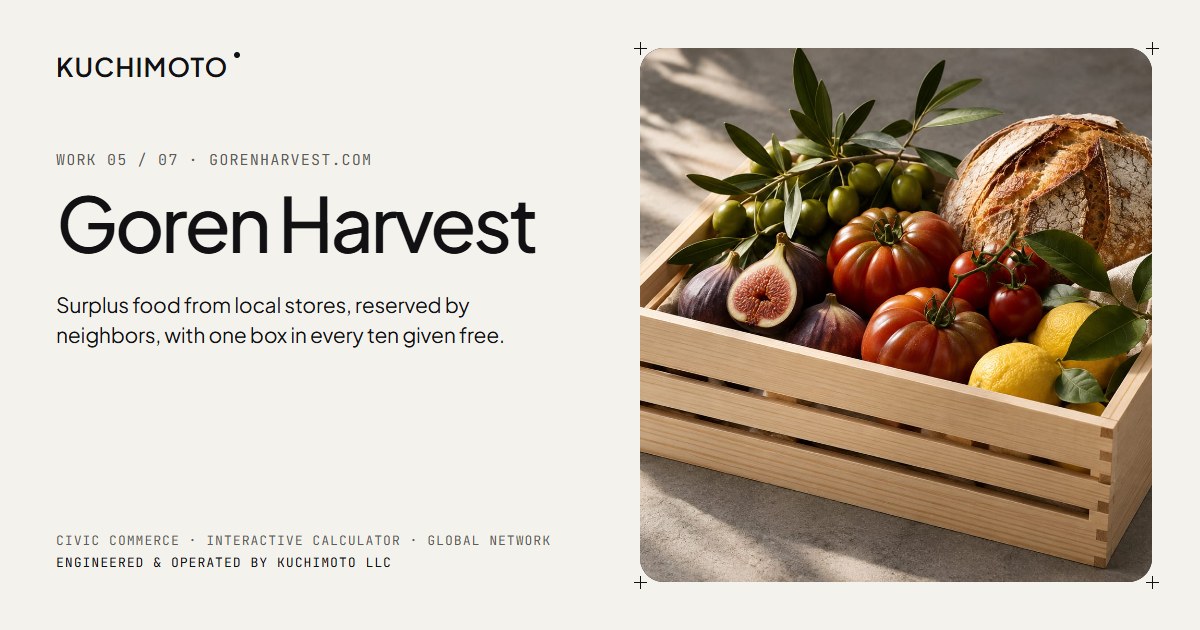 KUCHIMOTO
WORK 05 / 07 · GORENHARVEST.COM
Goren Harvest
Surplus food from local stores, reserved by
neighbors, with one box in every ten given free.
CIVIC COMMERCE · INTERACTIVE CALCULATOR · GLOBAL NETWORK
ENGINEERED & OPERATED BY KUCHIMOTO LLC